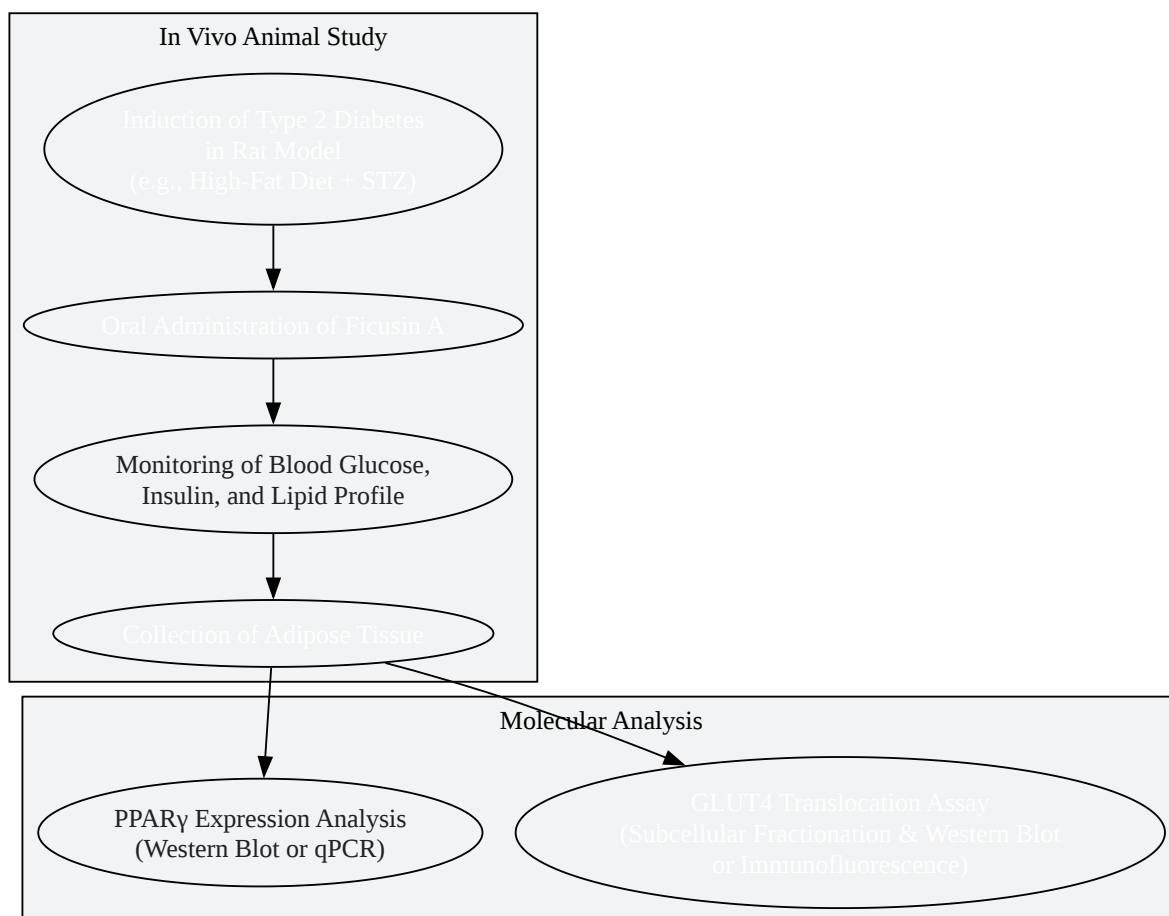 In Vivo Animal Study
Induction of Type 2 Diabetes
in Rat Model
(e.g., High-Fat Diet + STZ)
Oral Administration of Ficusin A
Monitoring of Blood Glucose,
Insulin, and Lipid Profile
Collection of Adipose Tissue
Molecular Analysis
PPARγ Expression Analysis
(Western Blot or qPCR)
GLUT4 Translocation Assay
(Subcellular Fractionation & Western Blot
or Immunofluorescence)